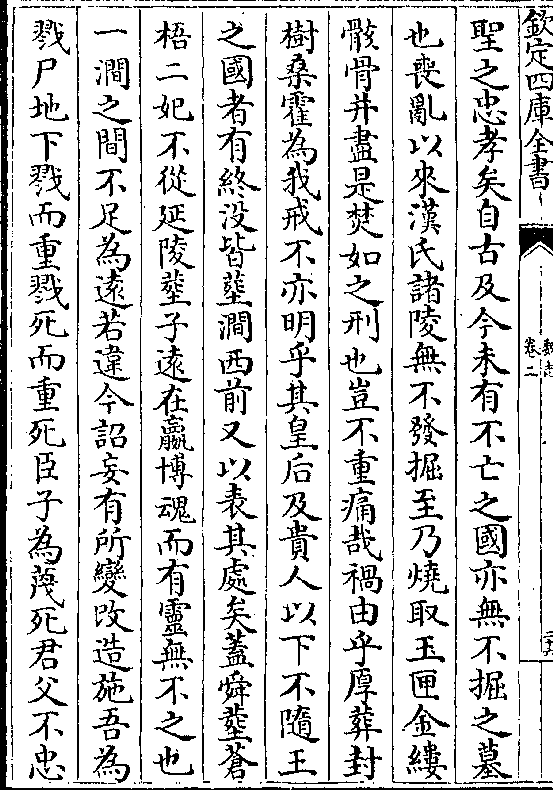 欽定四庫全書
魏志
卷二
聖之忠孝矣自古及今未有不亡之國亦無不掘之墓
也喪亂以來漢氏諸陵無不發掘至乃燒取玉匣金縷
骸骨并盡是焚如之刑也豈不重痛哉禍由乎厚葬封
樹桑霍為我戒不亦明乎其皇后及貴人以下不隨王
之國者有終没皆塟澗西前又以表其處矣蓋舜塟蒼
梧二妃不從延陵塟子逺在嬴博魂而有靈無不之也
一澗之間不足為逺若違今詔妄有所變改造施吾為
戮尸地下戮而重戮死而重死臣子為蔑死君父不忠